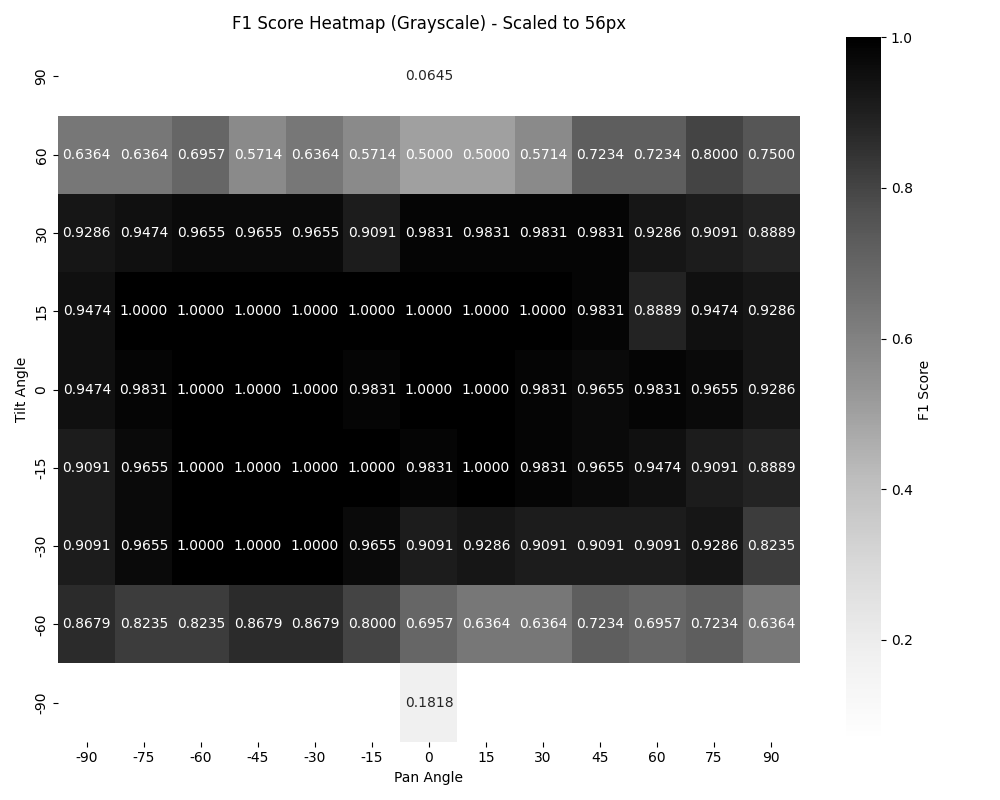 F1 Score Heatmap (Grayscale) - Scaled to 56px
90 0.0645
60 0.6364 0.6364 0.6957 0.5714 0.6364 0.5714 0.5000 0.5000 0.5714 0.7234 0.7234 0.8000 0.7500
30 0.9286 0.9474 0.9655 0.9655 0.9655 0.9091 0.9831 0.9831 0.9831 0.9831 0.9286 0.9091 0.8889
15 0.9474 1.0000 1.0000 1.0000 1.0000 1.0000 1.0000 1.0000 1.0000 0.9831 0.8889 0.9474 0.9286
0 0.9474 0.9831 1.0000 1.0000 1.0000 0.9831 1.0000 1.0000 0.9831 0.9655 0.9831 0.9655 0.9286
-15 0.9091 0.9655 1.0000 1.0000 1.0000 1.0000 0.9831 1.0000 0.9831 0.9655 0.9474 0.9091 0.8889
-30 0.9091 0.9655 1.0000 1.0000 1.0000 0.9655 0.9091 0.9286 0.9091 0.9091 0.9091 0.9286 0.8235
-60 0.8679 0.8235 0.8235 0.8679 0.8679 0.8000 0.6957 0.6364 0.6364 0.7234 0.6957 0.7234 0.6364
-90 0.1818
-90 -75 -60 -45 -30 -15 0 15 30 45 60 75 90
Pan Angle
Tilt Angle
1.0
0.8
0.6
0.4
0.2
F1 Score